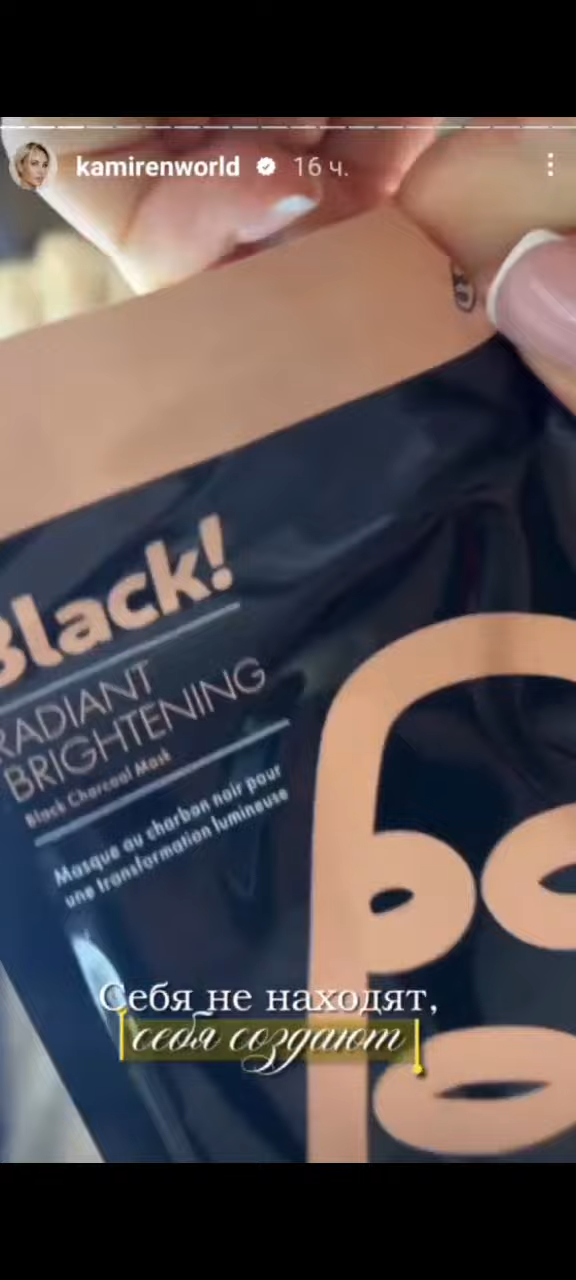 kamirenworld 16 ч.
Black!
RADIANT
BRIGHTENING
Black Charcoal Mask
Masque au charbon noir pour
une transformation lumineuse
Себя не находят,
себя создают